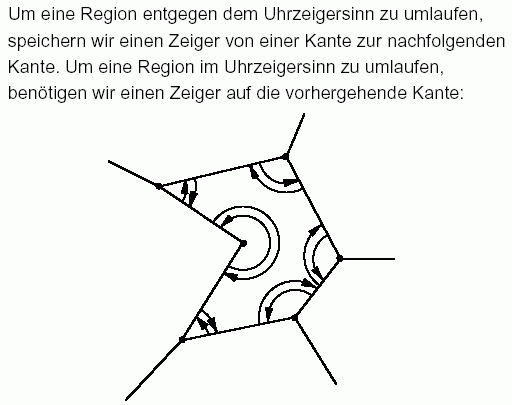 Um eine Region entgegen dem Uhrzeigersinn zu umlaufen,
speichern wir einen Zeiger von einer Kante zur nachfolgenden
Kante. Um eine Region im Uhrzeigersinn zu umlaufen,
benötigen wir einen Zeiger auf die vorhergehende Kante: